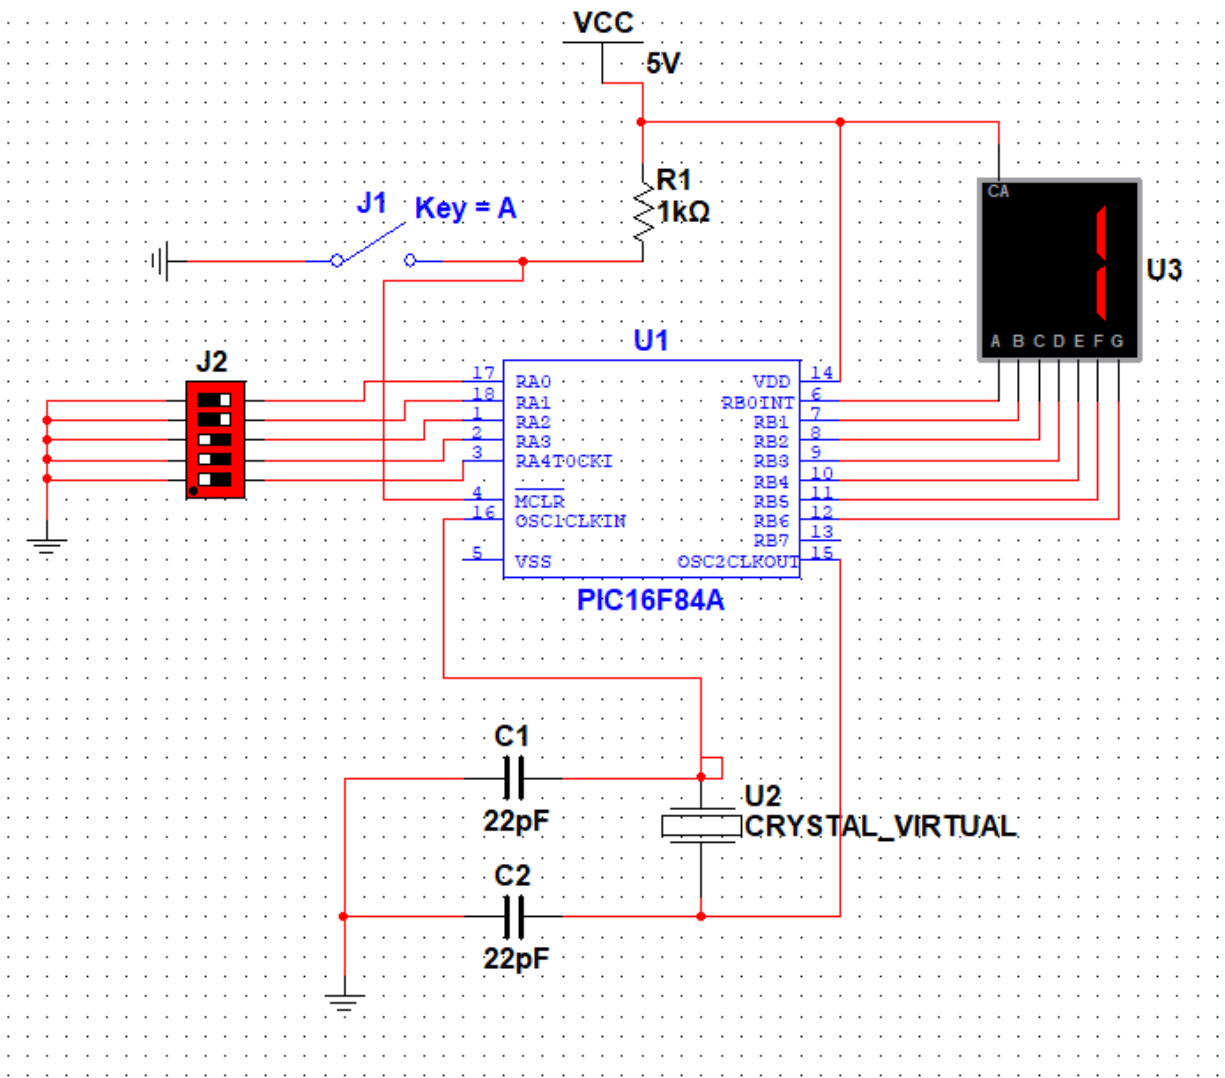 VCC
5V
R1
1kΩ
J1
Key = A
CA
U3
A B C D E F G
U1
J2
17 RA0
18 RA1
1 RA2
2 RA3
3 RA4T0CKI
4 MCLR
16 OSC1CLKIN
5 VSS
VDD 14
RB0INT 6
RB1 7
RB2 8
RB3 9
RB4 10
RB5 11
RB6 12
RB7 13
OSC2CLKOUT 15
PIC16F84A
C1
22pF
U2
CRYSTAL_VIRTUAL
C2
22pF